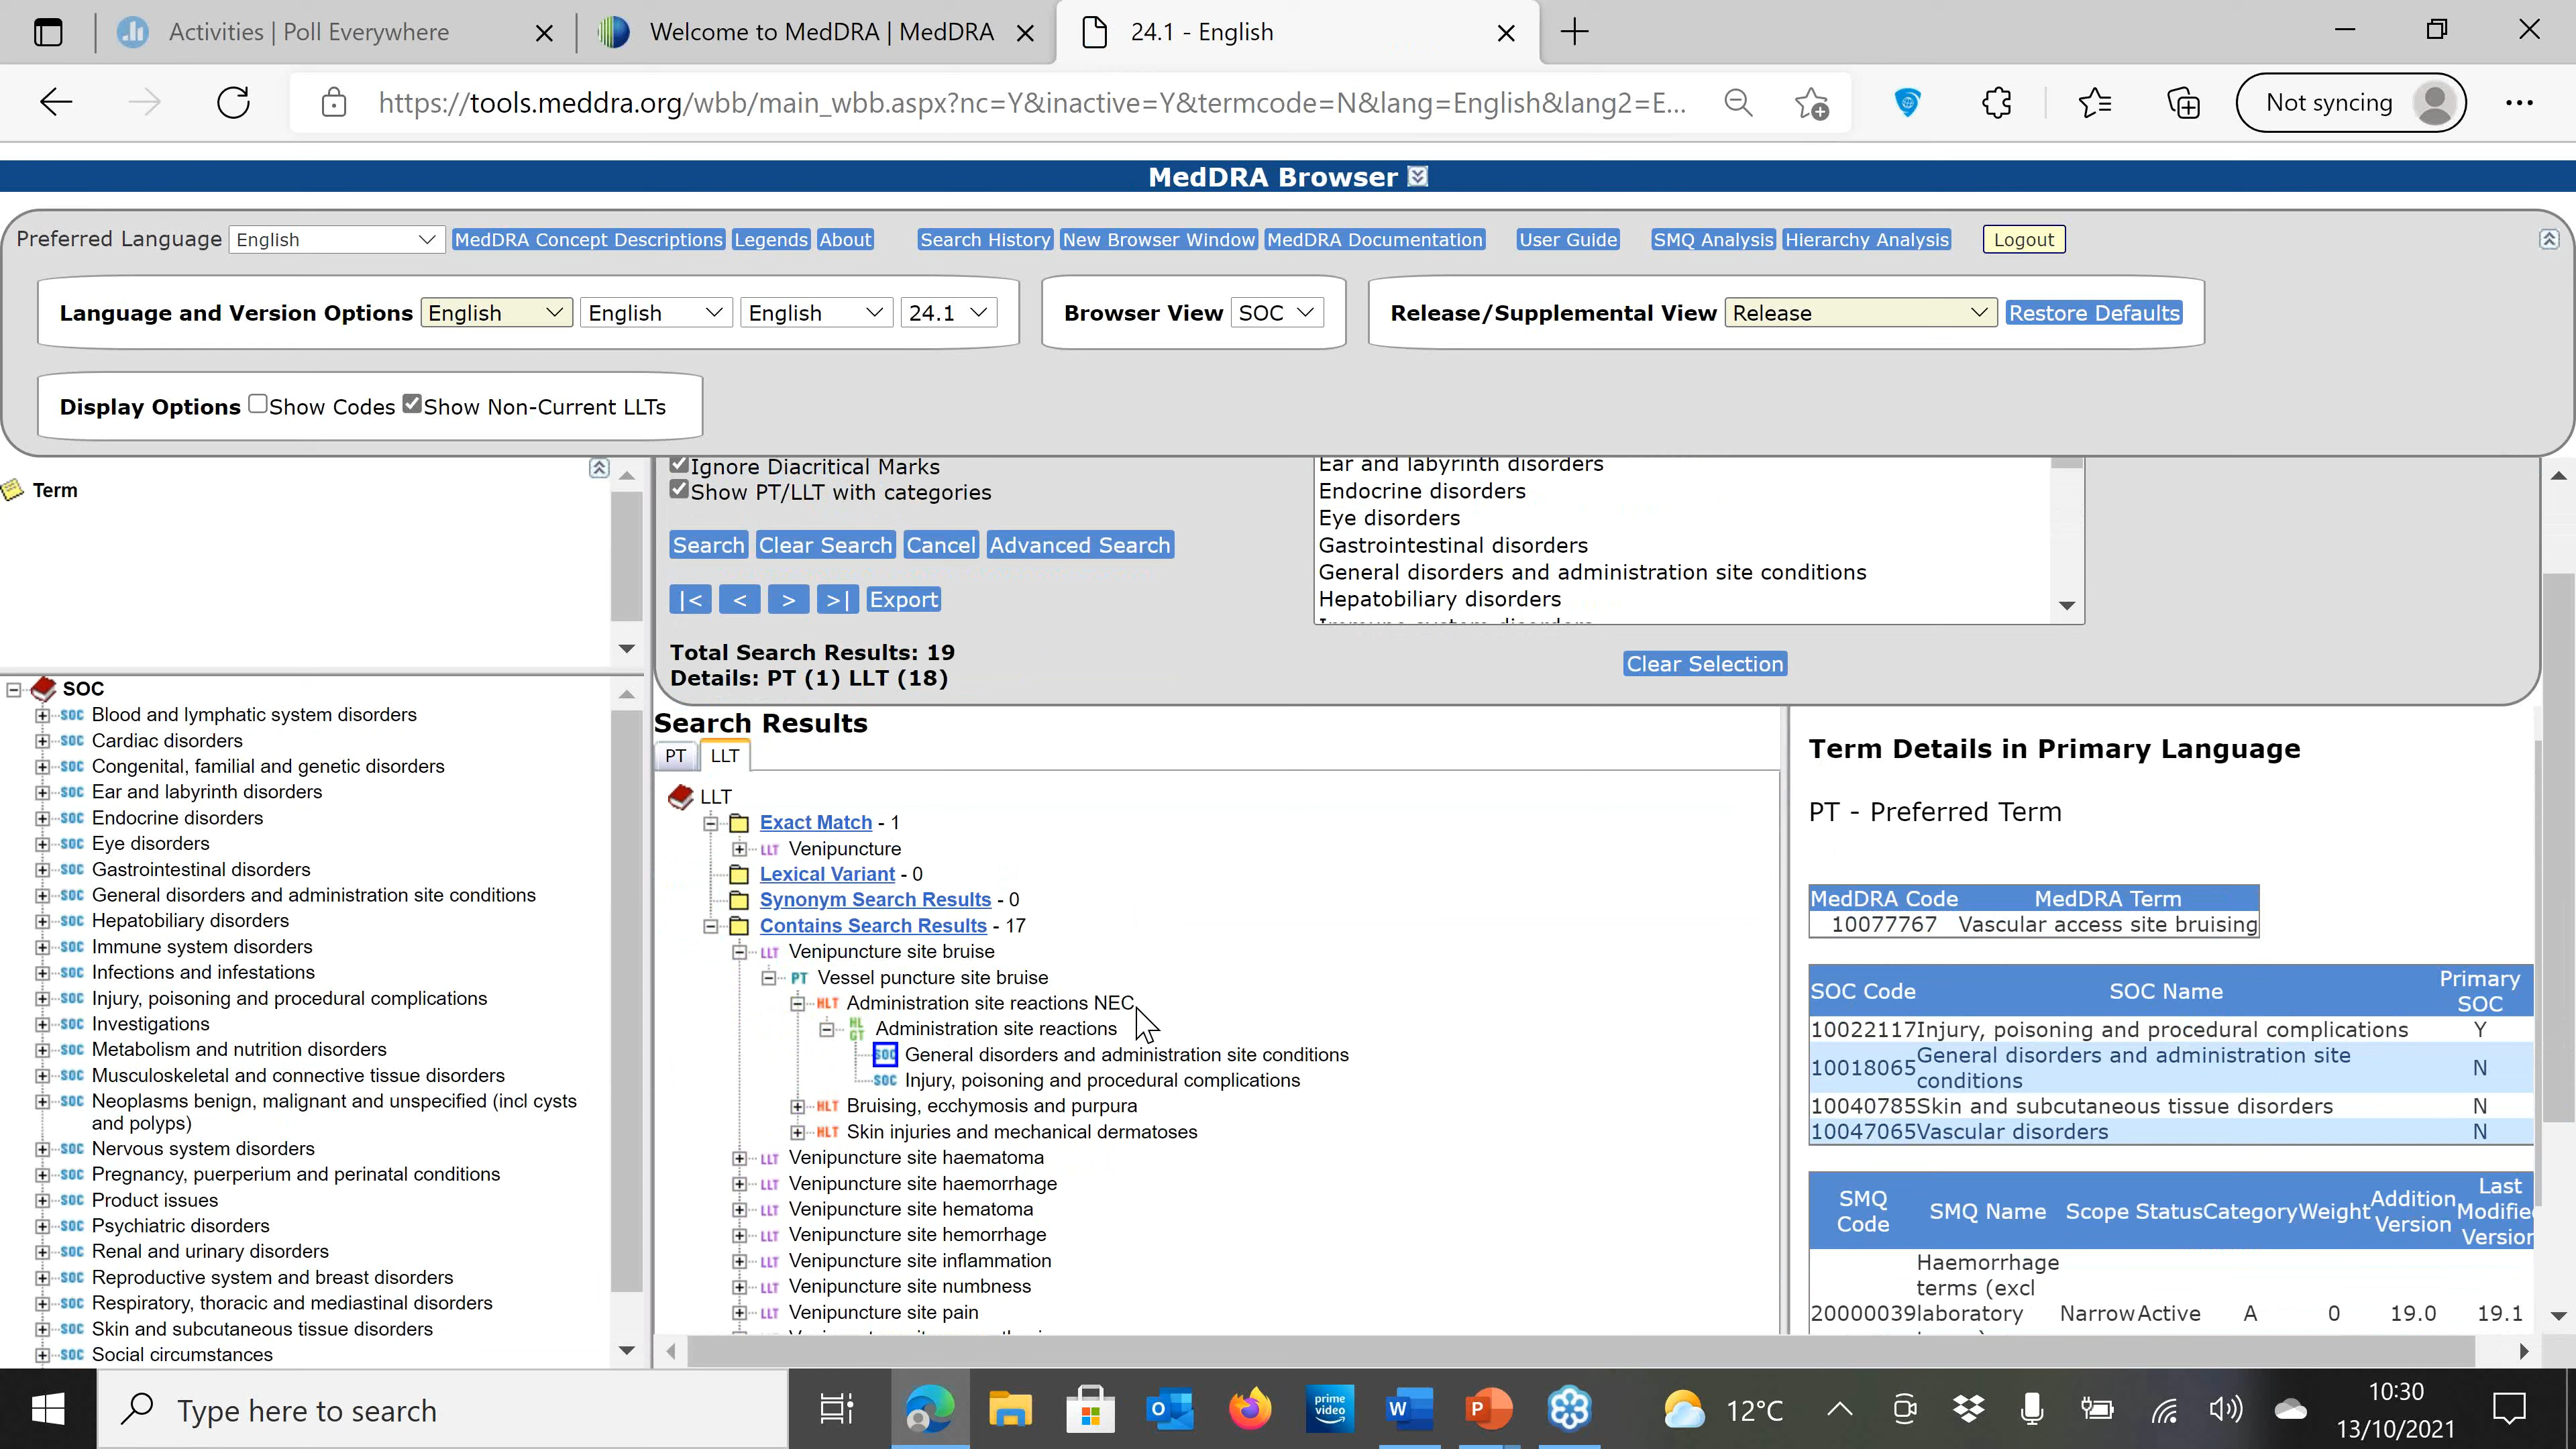 Activities | Poll Everywhere
Welcome to MedDRA | MedDRA
24.1 - English
https://tools.meddra.org/wbb/main_wbb.aspx?nc=Y&inactive=Y&termcode=N&lang=English&lang2=E...
Not syncing
MedDRA Browser
Preferred Language English MedDRA Concept Descriptions Legends About Search History New Browser Window MedDRA Documentation User Guide SMQ Analysis Hierarchy Analysis Logout
Language and Version Options English English English 24.1
Browser View SOC
Release/Supplemental View Release Restore Defaults
Display Options Show Codes Show Non-Current LLTs
Term
SOC
SOC Blood and lymphatic system disorders
SOC Cardiac disorders
SOC Congenital, familial and genetic disorders
SOC Ear and labyrinth disorders
SOC Endocrine disorders
SOC Eye disorders
SOC Gastrointestinal disorders
SOC General disorders and administration site conditions
SOC Hepatobiliary disorders
SOC Immune system disorders
SOC Infections and infestations
SOC Injury, poisoning and procedural complications
SOC Investigations
SOC Metabolism and nutrition disorders
SOC Musculoskeletal and connective tissue disorders
SOC Neoplasms benign, malignant and unspecified (incl cysts
and polyps)
SOC Nervous system disorders
SOC Pregnancy, puerperium and perinatal conditions
SOC Product issues
SOC Psychiatric disorders
SOC Renal and urinary disorders
SOC Reproductive system and breast disorders
SOC Respiratory, thoracic and mediastinal disorders
SOC Skin and subcutaneous tissue disorders
SOC Social circumstances
Ignore Diacritical Marks
Show PT/LLT with categories
Search Clear Search Cancel Advanced Search
|< < > >| Export
Total Search Results: 19
Details: PT (1) LLT (18)
Ear and labyrinth disorders
Endocrine disorders
Eye disorders
Gastrointestinal disorders
General disorders and administration site conditions
Hepatobiliary disorders
Clear Selection
Search Results
PT LLT
LLT
Exact Match - 1
LLT Venipuncture
Lexical Variant - 0
Synonym Search Results - 0
Contains Search Results - 17
LLT Venipuncture site bruise
PT Vessel puncture site bruise
HLT Administration site reactions NEC
HLGT Administration site reactions
SOC General disorders and administration site conditions
SOC Injury, poisoning and procedural complications
HLT Bruising, ecchymosis and purpura
HLT Skin injuries and mechanical dermatoses
LLT Venipuncture site haematoma
LLT Venipuncture site haemorrhage
LLT Venipuncture site hematoma
LLT Venipuncture site hemorrhage
LLT Venipuncture site inflammation
LLT Venipuncture site numbness
LLT Venipuncture site pain
Term Details in Primary Language
PT - Preferred Term
MedDRA Code MedDRA Term
10077767 Vascular access site bruising
SOC Code SOC Name Primary SOC
10022117 Injury, poisoning and procedural complications Y
10018065 General disorders and administration site conditions N
10040785 Skin and subcutaneous tissue disorders N
10047065 Vascular disorders N
SMQ Code SMQ Name Scope Status Category Weight Addition Version Last Modified Version
20000039 Haemorrhage terms (excl laboratory Narrow Active A 0 19.0 19.1
Type here to search
prime video
12°C
10:30
13/10/2021